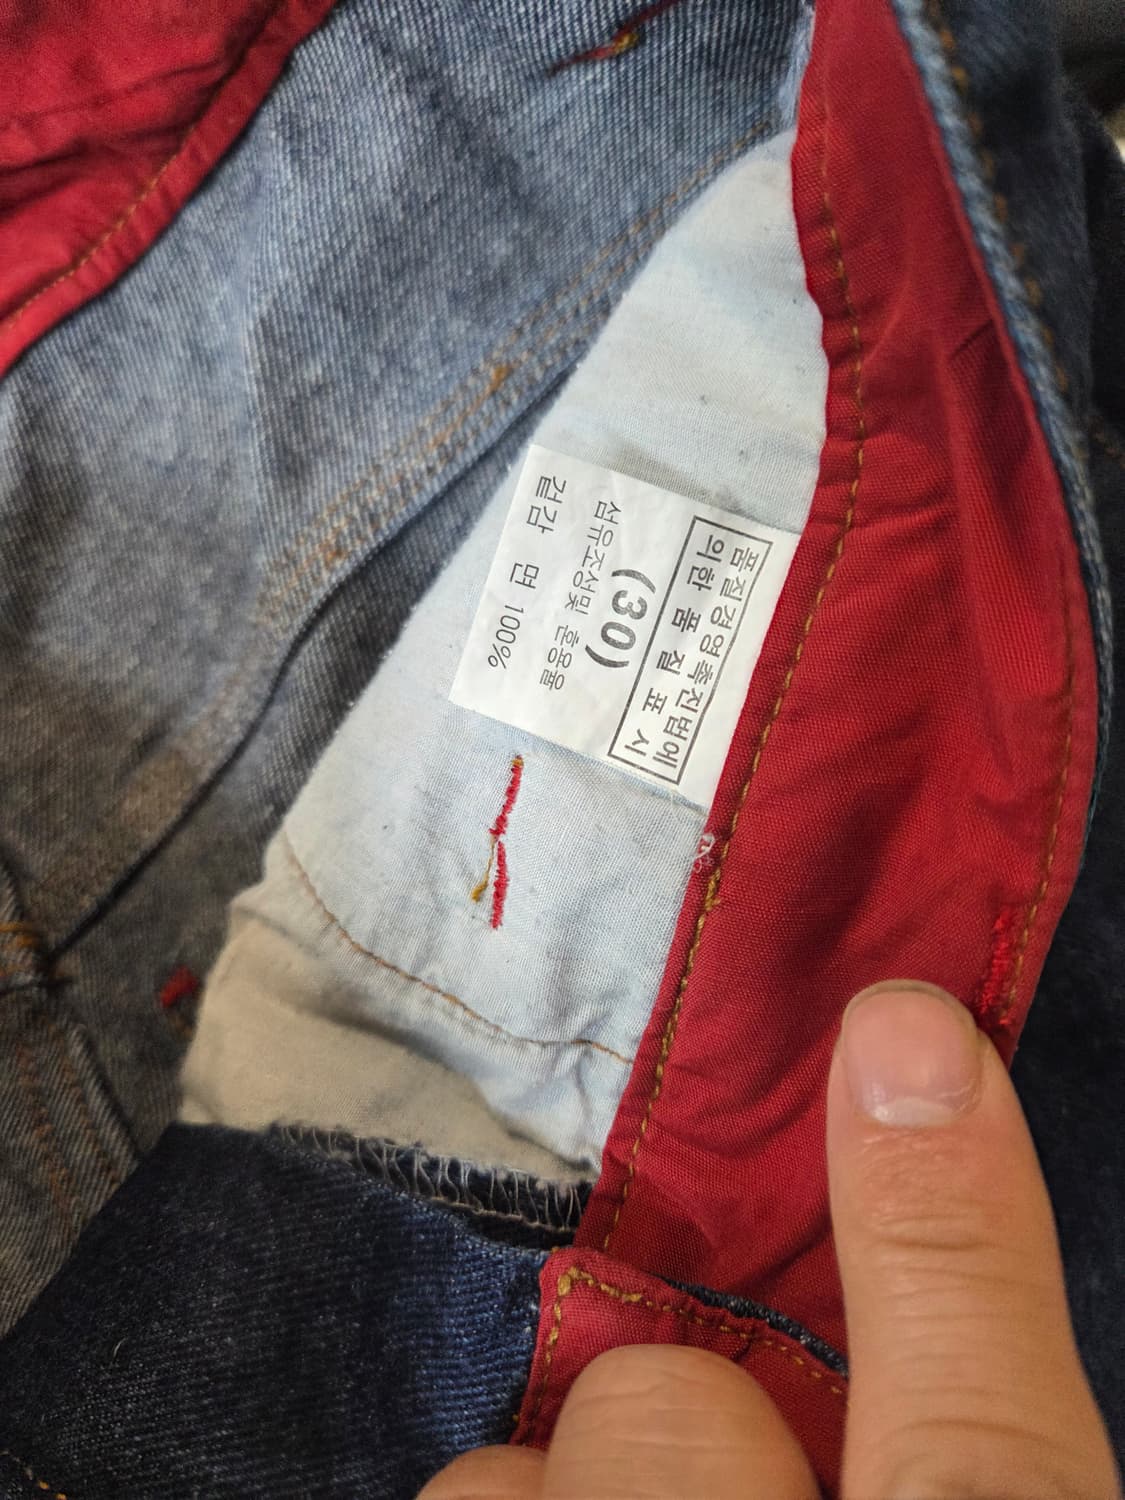 품질경영촉진법에
의한 품질표시
(30)
섬유조성및 혼용율
겉감 면 100%